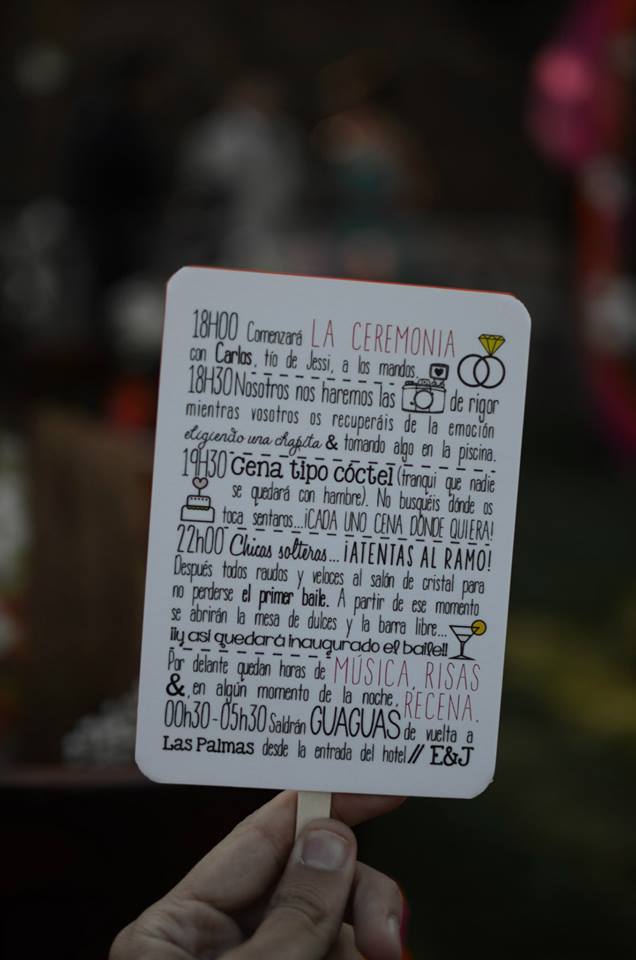 18H00 Comenzará LA CEREMONIA
con Carlos, tío de Jessi, a los mandos.
18H30 Nosotros nos haremos las de rigor
mientras vosotros os recuperáis de la emoción
eligiendo una chapita & tomando algo en la piscina.
19H30 Cena tipo cóctel (tranqui que nadie
se quedará con hambre). No busquéis dónde os
toca sentaros...¡CADA UNO CENA DÓNDE QUIERA!
22h00 Chicas solteras... ¡ATENTAS AL RAMO!
Después todos raudos y veloces al salón de cristal para
no perderse el primer baile. A partir de ese momento
se abrirán la mesa de dulces y la barra libre...
¡¡y así quedará inaugurado el baile!!
Por delante quedan horas de MÚSICA, RISAS
&, en algún momento de la noche, RECENA.
00h30-05h30 Saldrán GUAGUAS de vuelta a
Las Palmas desde la entrada del hotel // E&J